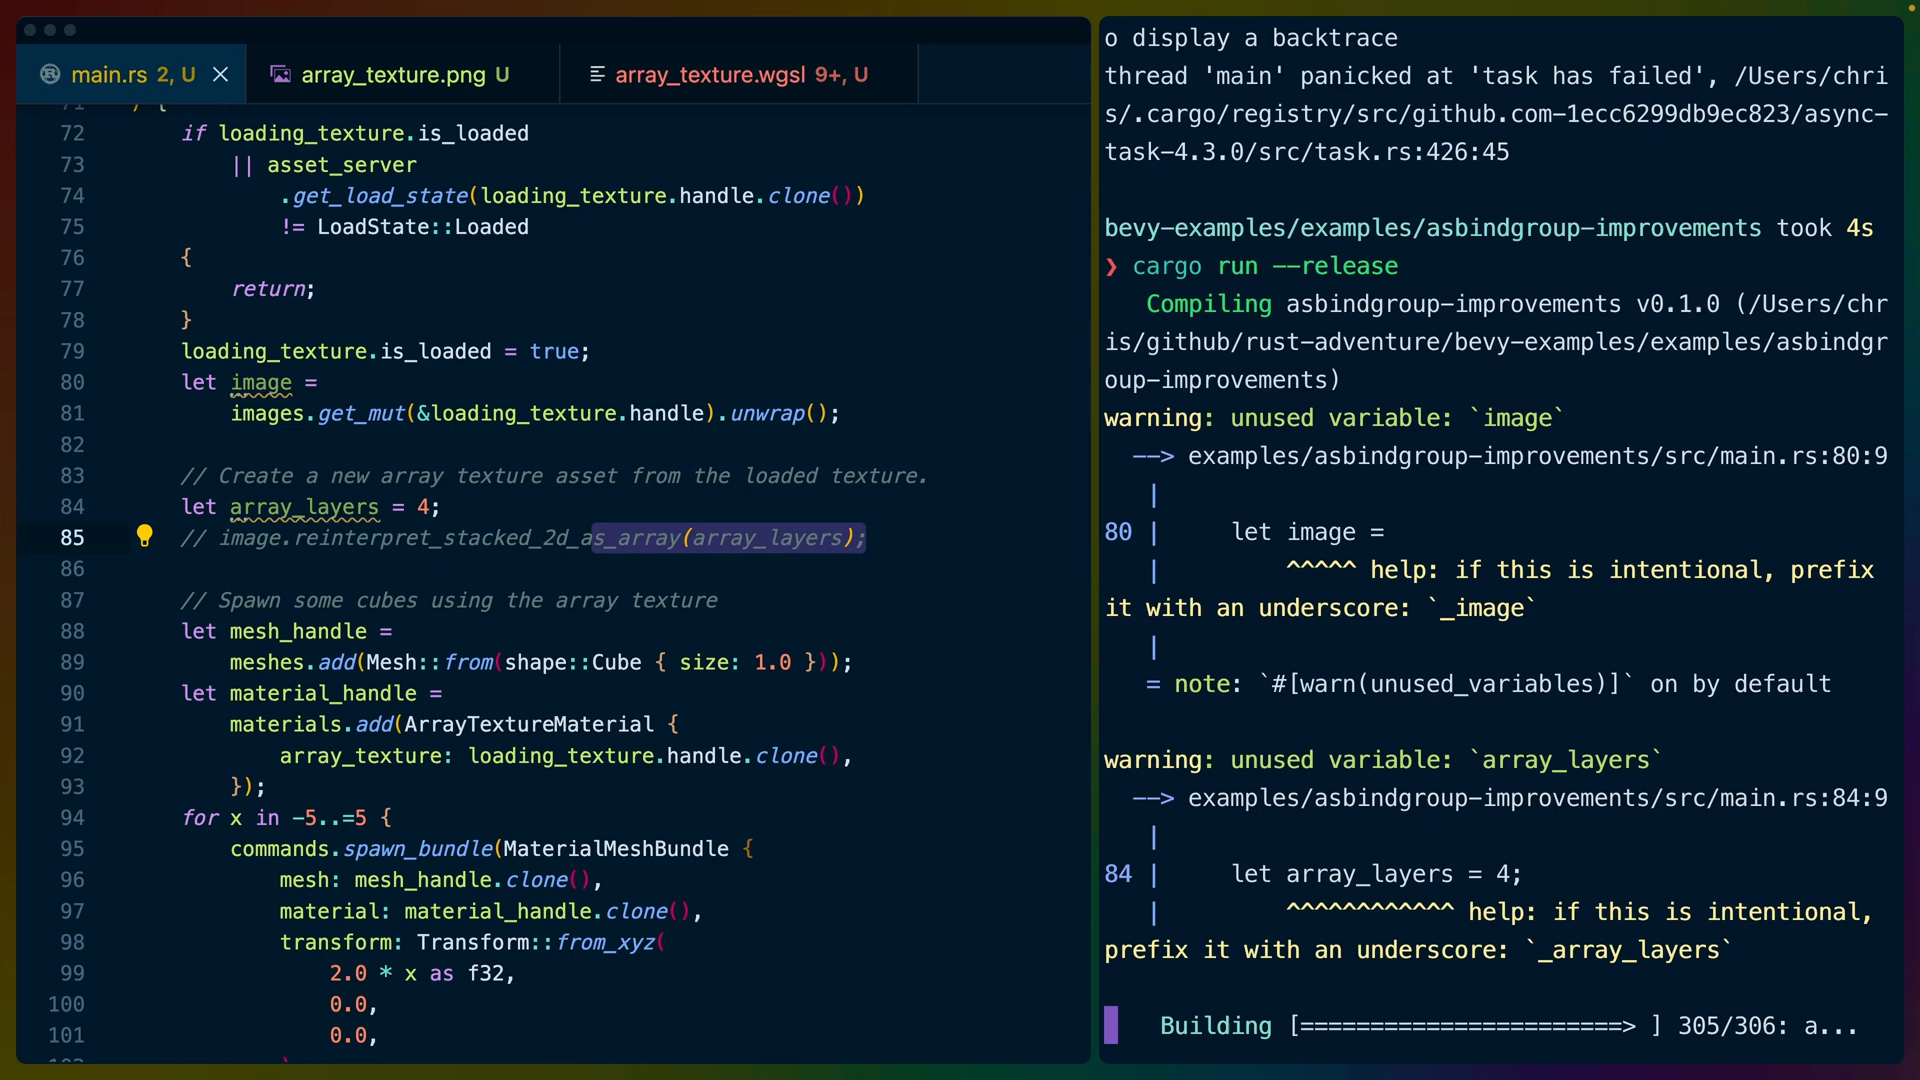 main.rs 2, U
array_texture.png U
array_texture.wgsl 9+, U
71 ) {
72 if loading_texture.is_loaded
73 || asset_server
74 .get_load_state(loading_texture.handle.clone())
75 != LoadState::Loaded
76 {
77 return;
78 }
79 loading_texture.is_loaded = true;
80 let image =
81 images.get_mut(&loading_texture.handle).unwrap();
82
83 // Create a new array texture asset from the loaded texture.
84 let array_layers = 4;
85 // image.reinterpret_stacked_2d_as_array(array_layers);
86
87 // Spawn some cubes using the array texture
88 let mesh_handle =
89 meshes.add(Mesh::from(shape::Cube { size: 1.0 }));
90 let material_handle =
91 materials.add(ArrayTextureMaterial {
92 array_texture: loading_texture.handle.clone(),
93 });
94 for x in -5..=5 {
95 commands.spawn_bundle(MaterialMeshBundle {
96 mesh: mesh_handle.clone(),
97 material: material_handle.clone(),
98 transform: Transform::from_xyz(
99 2.0 * x as f32,
100 0.0,
101 0.0,
o display a backtrace
thread 'main' panicked at 'task has failed', /Users/chri
s/.cargo/registry/src/github.com-1ecc6299db9ec823/async-
task-4.3.0/src/task.rs:426:45
bevy-examples/examples/asbindgroup-improvements took 4s
❯ cargo run --release
Compiling asbindgroup-improvements v0.1.0 (/Users/chr
is/github/rust-adventure/bevy-examples/examples/asbindgr
oup-improvements)
warning: unused variable: `image`
--> examples/asbindgroup-improvements/src/main.rs:80:9
|
80 | let image =
| ^^^^^ help: if this is intentional, prefix
it with an underscore: `_image`
|
= note: `#[warn(unused_variables)]` on by default
warning: unused variable: `array_layers`
--> examples/asbindgroup-improvements/src/main.rs:84:9
|
84 | let array_layers = 4;
| ^^^^^^^^^^^^ help: if this is intentional,
prefix it with an underscore: `_array_layers`
Building [=======================> ] 305/306: a...